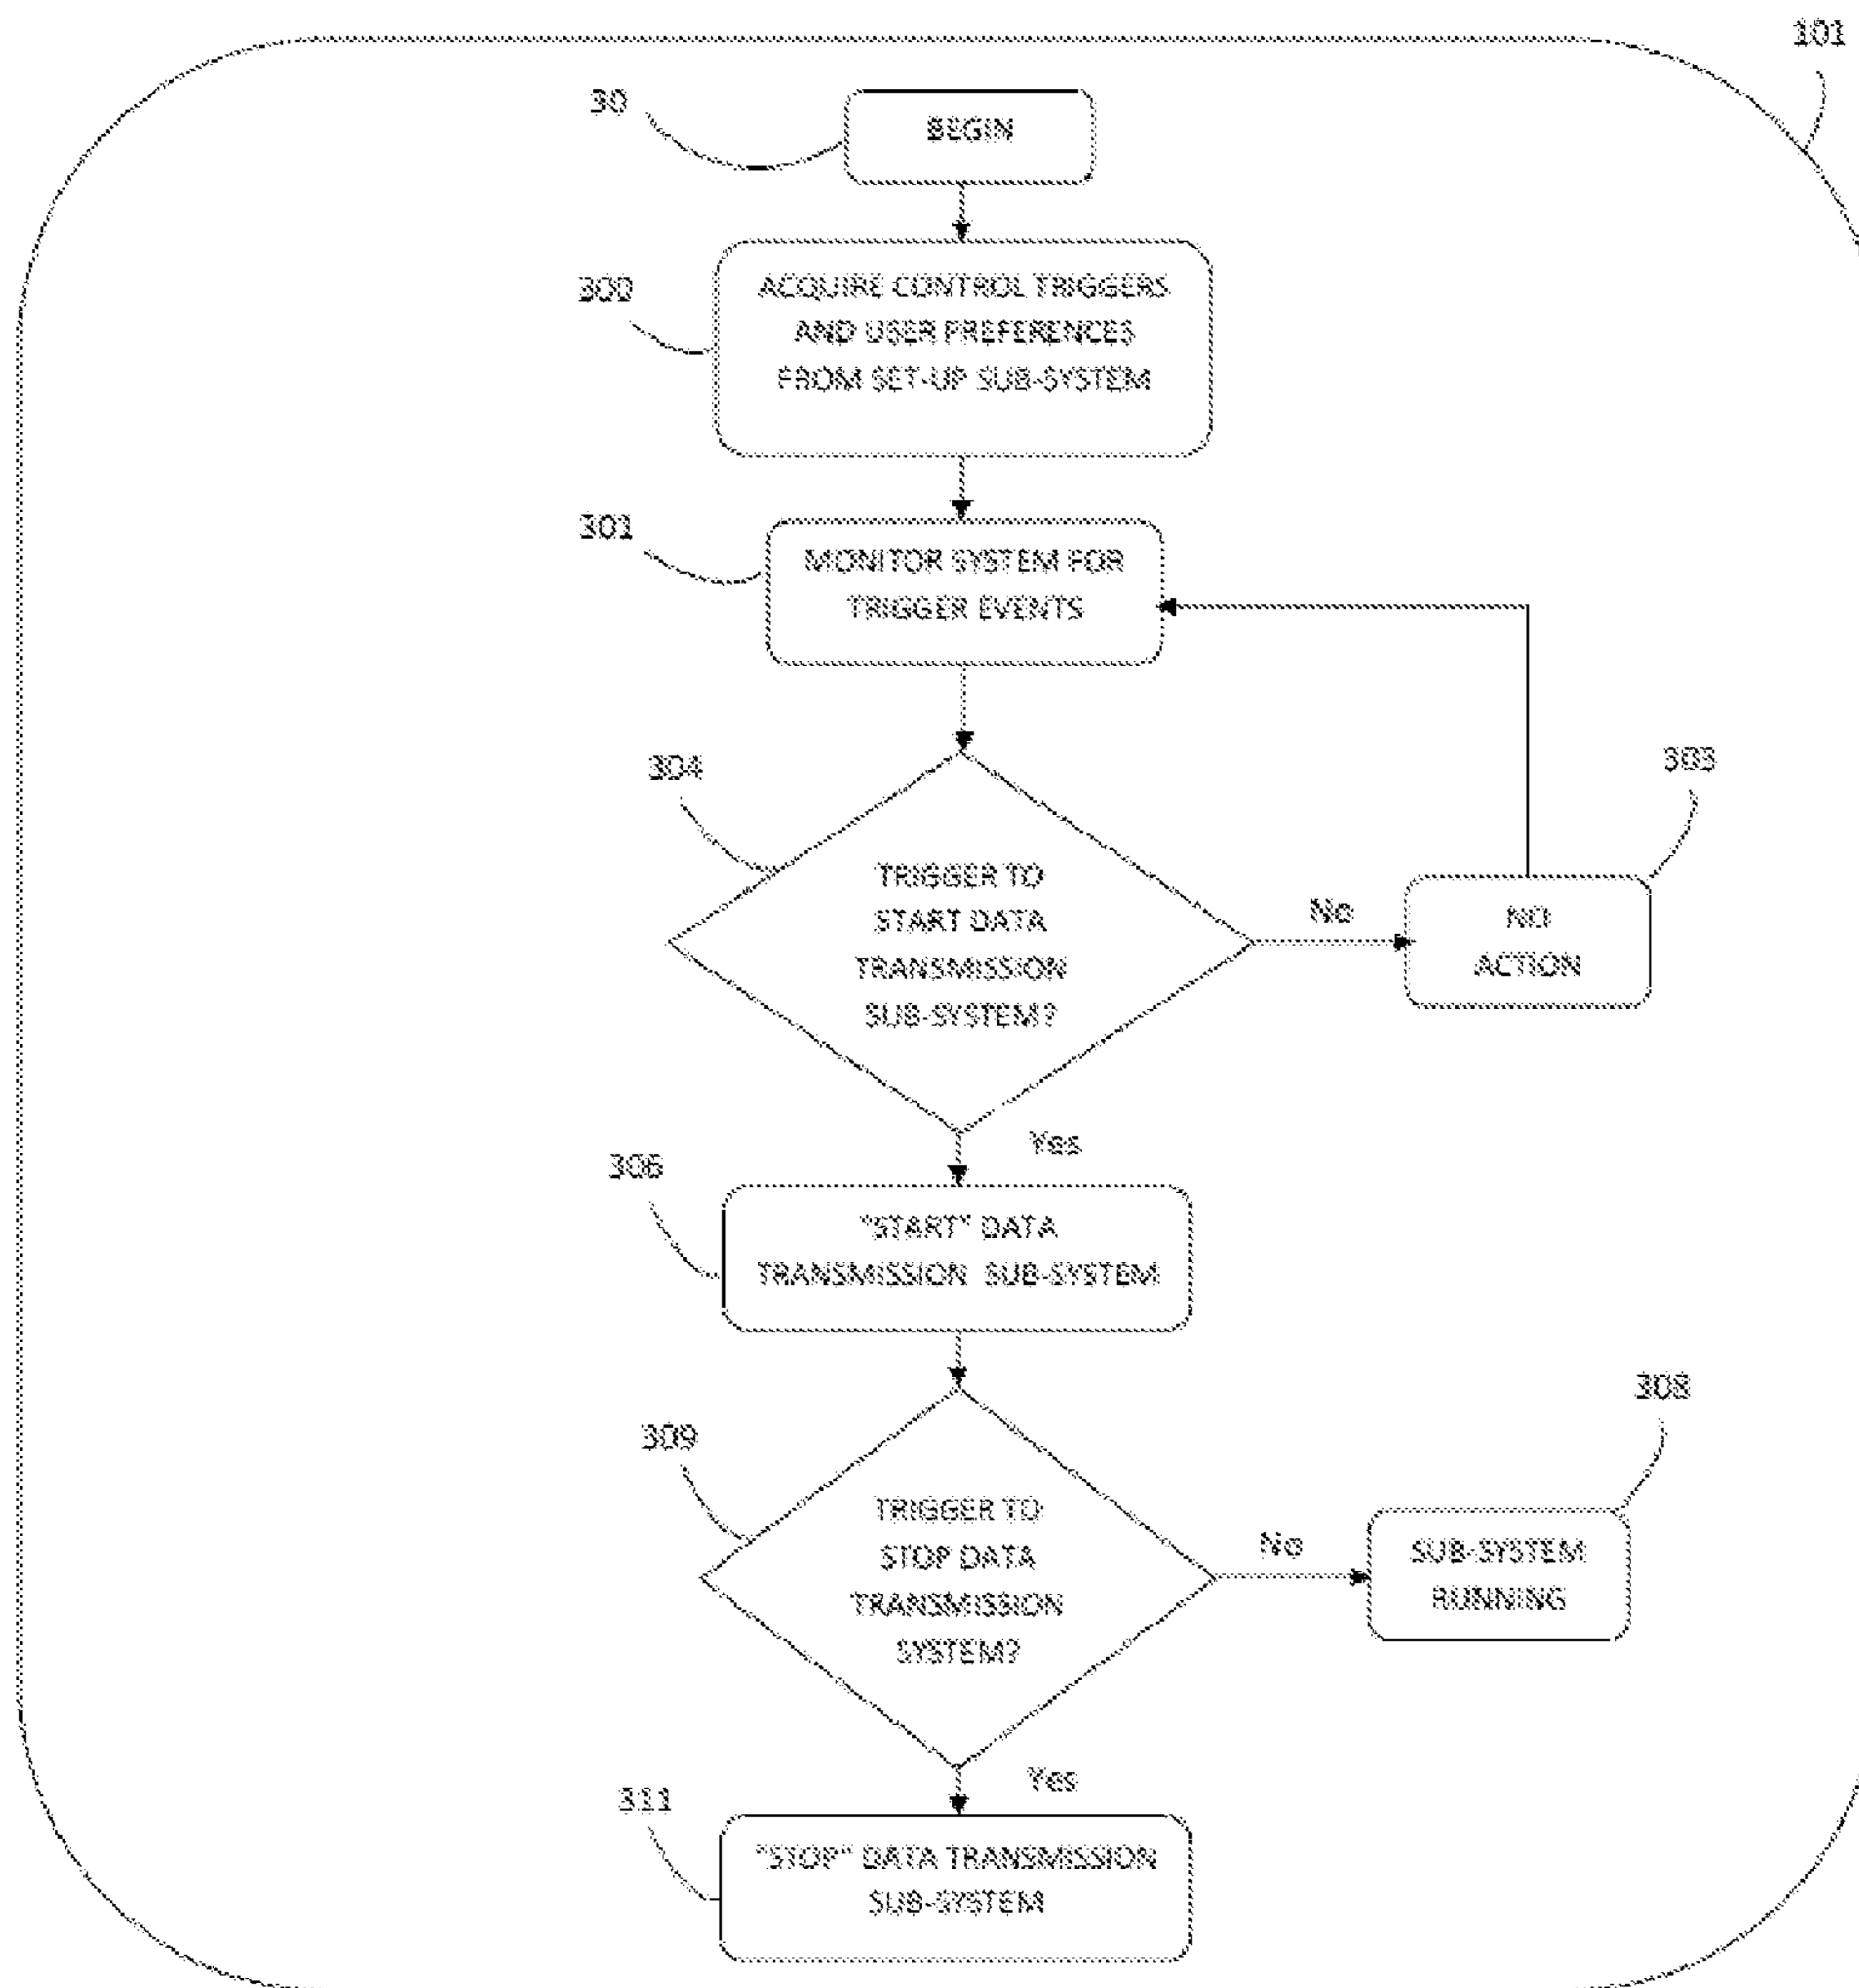 101
30
BEGIN
300
ACQUIRE CONTROL TRIGGERS
AND USER PREFERENCES
FROM SET-UP SUB-SYSTEM
301
MONITOR SYSTEM FOR
TRIGGER EVENTS
304
TRIGGER TO
START DATA
TRANSMISSION
SUB-SYSTEM?
No
303
NO
ACTION
Yes
306
"START" DATA
TRANSMISSION SUB-SYSTEM
309
TRIGGER TO
STOP DATA
TRANSMISSION
SYSTEM?
No
308
SUB-SYSTEM
RUNNING
Yes
311
"STOP" DATA TRANSMISSION
SUB-SYSTEM